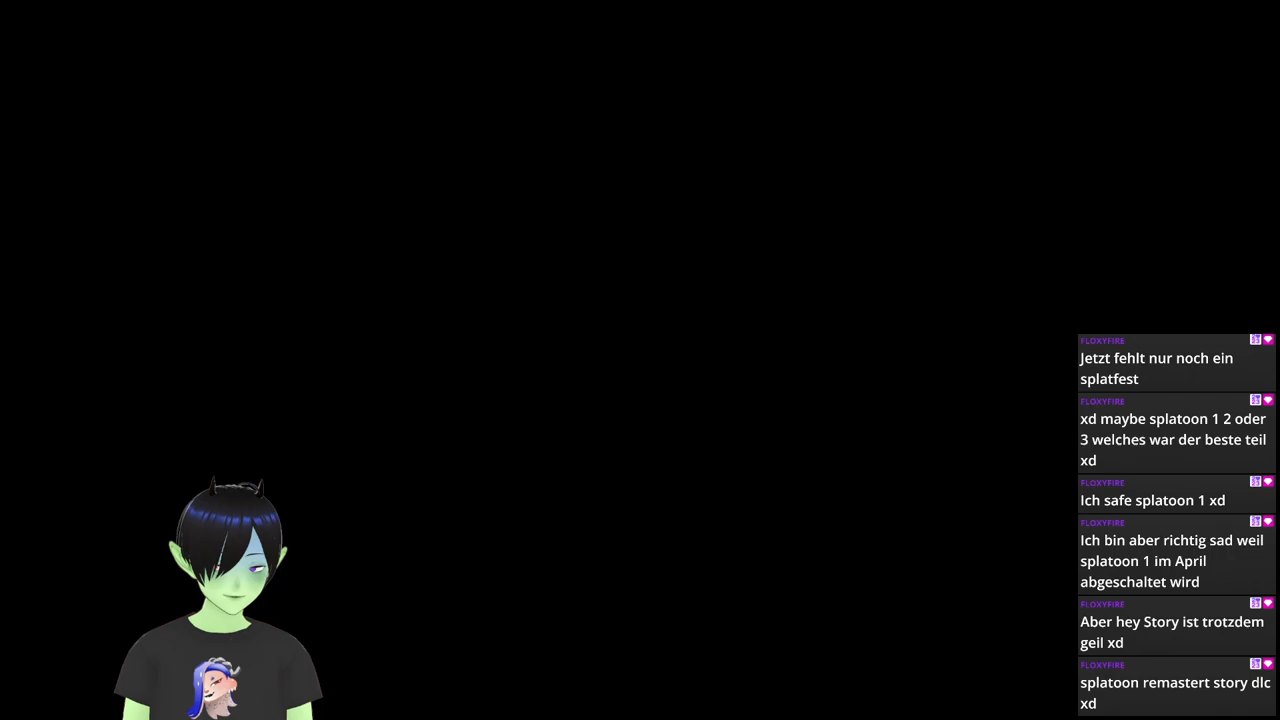 FLOXYFIRE
Jetzt fehlt nur noch ein
splatfest
FLOXYFIRE
xd maybe splatoon 1 2 oder
3 welches war der beste teil
xd
FLOXYFIRE
Ich safe splatoon 1 xd
FLOXYFIRE
Ich bin aber richtig sad weil
splatoon 1 im April
abgeschaltet wird
FLOXYFIRE
Aber hey Story ist trotzdem
geil xd
FLOXYFIRE
splatoon remastert story dlc
xd